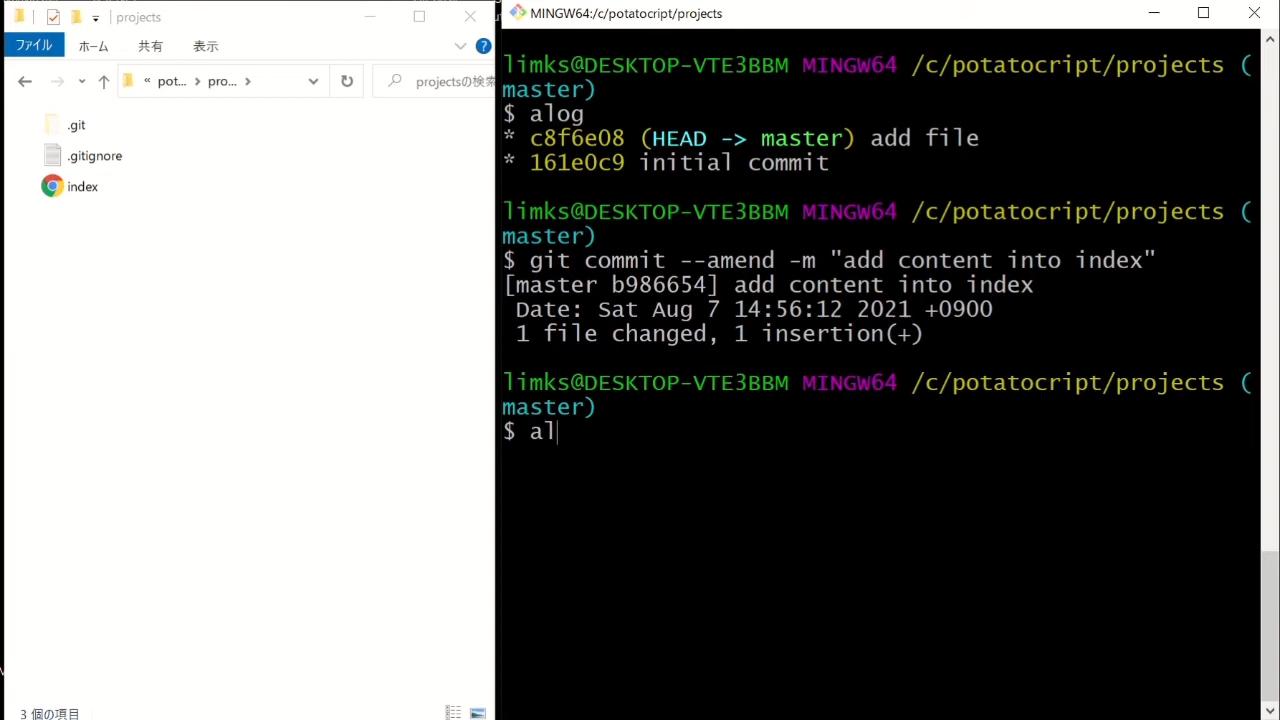 projects
ファイル
ホーム
共有
表示
« pot... > pro... >
projectsの検索
.git
.gitignore
index
3 個の項目
MINGW64:/c/potatocript/projects
limks@DESKTOP-VTE3BBM MINGW64 /c/potatocript/projects (
master)
$ alog
* c8f6e08 (HEAD -> master) add file
* 161e0c9 initial commit
limks@DESKTOP-VTE3BBM MINGW64 /c/potatocript/projects (
master)
$ git commit --amend -m "add content into index"
[master b986654] add content into index
Date: Sat Aug 7 14:56:12 2021 +0900
1 file changed, 1 insertion(+)
limks@DESKTOP-VTE3BBM MINGW64 /c/potatocript/projects (
master)
$ al